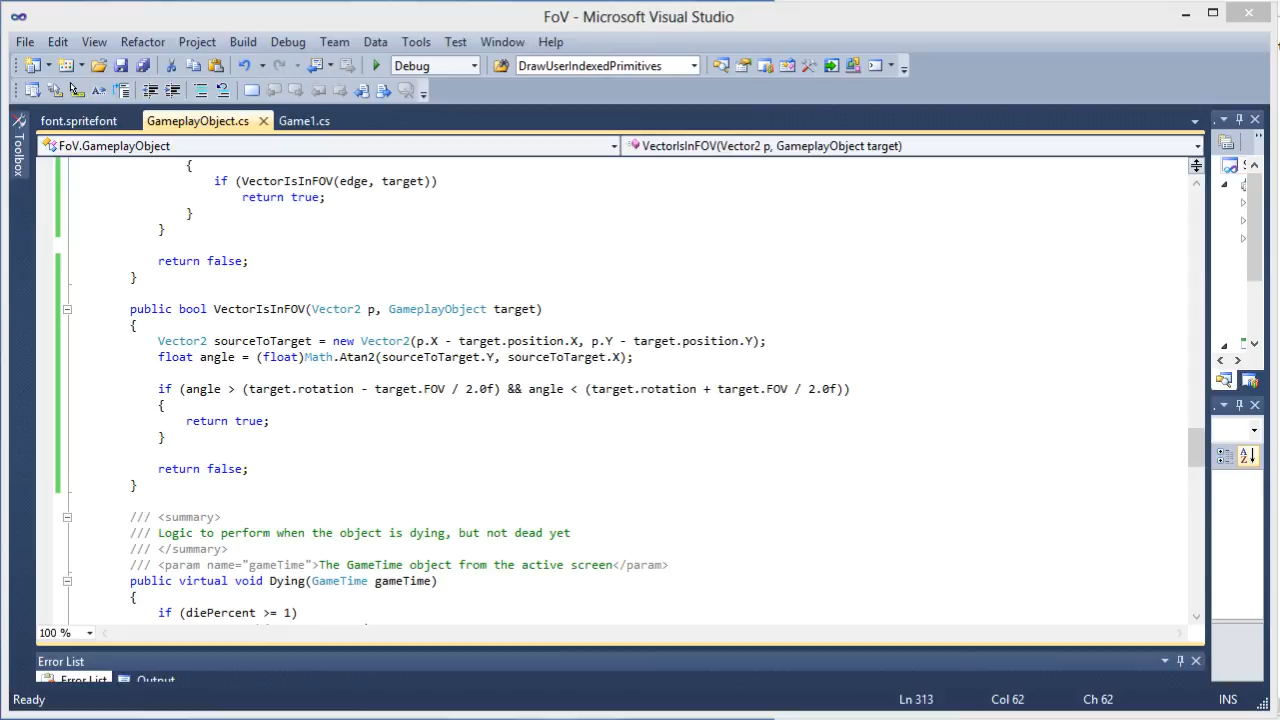 FoV - Microsoft Visual Studio
File Edit View Refactor Project Build Debug Team Data Tools Test Window Help
Debug DrawUserIndexedPrimitives
font.spritefont GameplayObject.cs Game1.cs
Toolbox
FoV.GameplayObject VectorIsInFOV(Vector2 p, GameplayObject target)
{
if (VectorIsInFOV(edge, target))
return true;
}
}
return false;
}
public bool VectorIsInFOV(Vector2 p, GameplayObject target)
{
Vector2 sourceToTarget = new Vector2(p.X - target.position.X, p.Y - target.position.Y);
float angle = (float)Math.Atan2(sourceToTarget.Y, sourceToTarget.X);
if (angle > (target.rotation - target.FOV / 2.0f) && angle < (target.rotation + target.FOV / 2.0f))
{
return true;
}
return false;
}
/// <summary>
/// Logic to perform when the object is dying, but not dead yet
/// </summary>
/// <param name="gameTime">The GameTime object from the active screen</param>
public virtual void Dying(GameTime gameTime)
{
if (diePercent >= 1)
100 %
Error List
Error List Output
Ready Ln 313 Col 62 Ch 62 INS